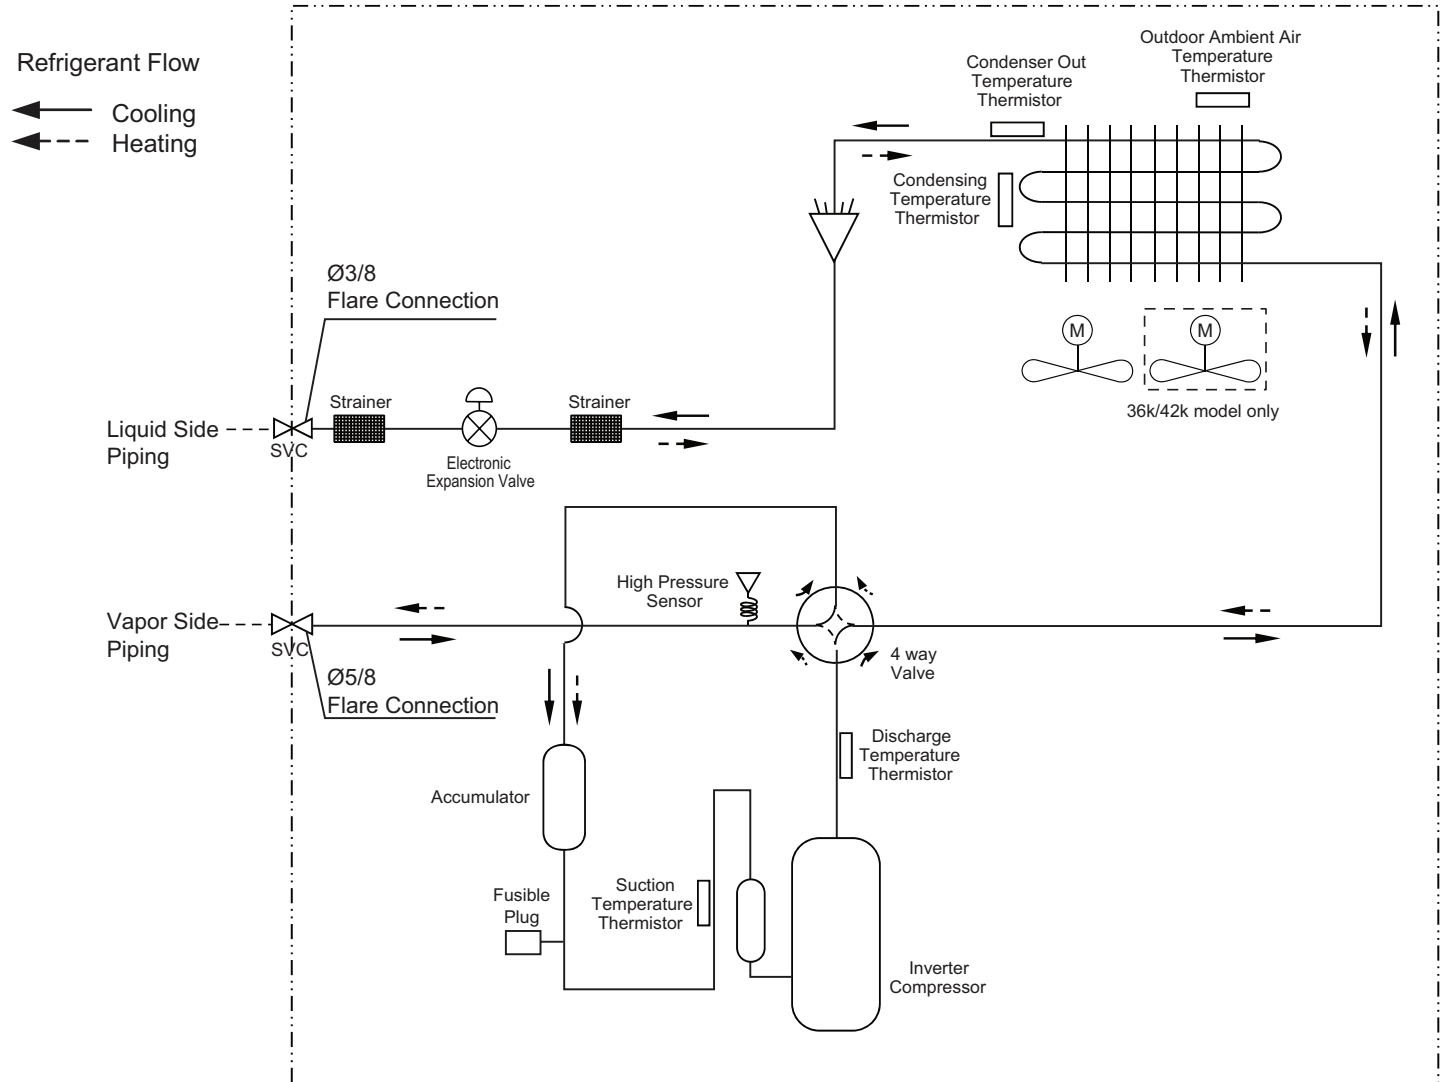 Refrigerant Flow
Cooling
Heating
Outdoor Ambient Air
Temperature
Thermistor
Condenser Out
Temperature
Thermistor
Condensing
Temperature
Thermistor
M
M
36k/42k model only
Ø3/8
Flare Connection
Strainer
Strainer
Liquid Side
Piping
SVC
Electronic
Expansion Valve
High Pressure
Sensor
Vapor Side
Piping
SVC
4 way
Valve
Ø5/8
Flare Connection
Discharge
Temperature
Thermistor
Accumulator
Suction
Temperature
Thermistor
Fusible
Plug
Inverter
Compressor